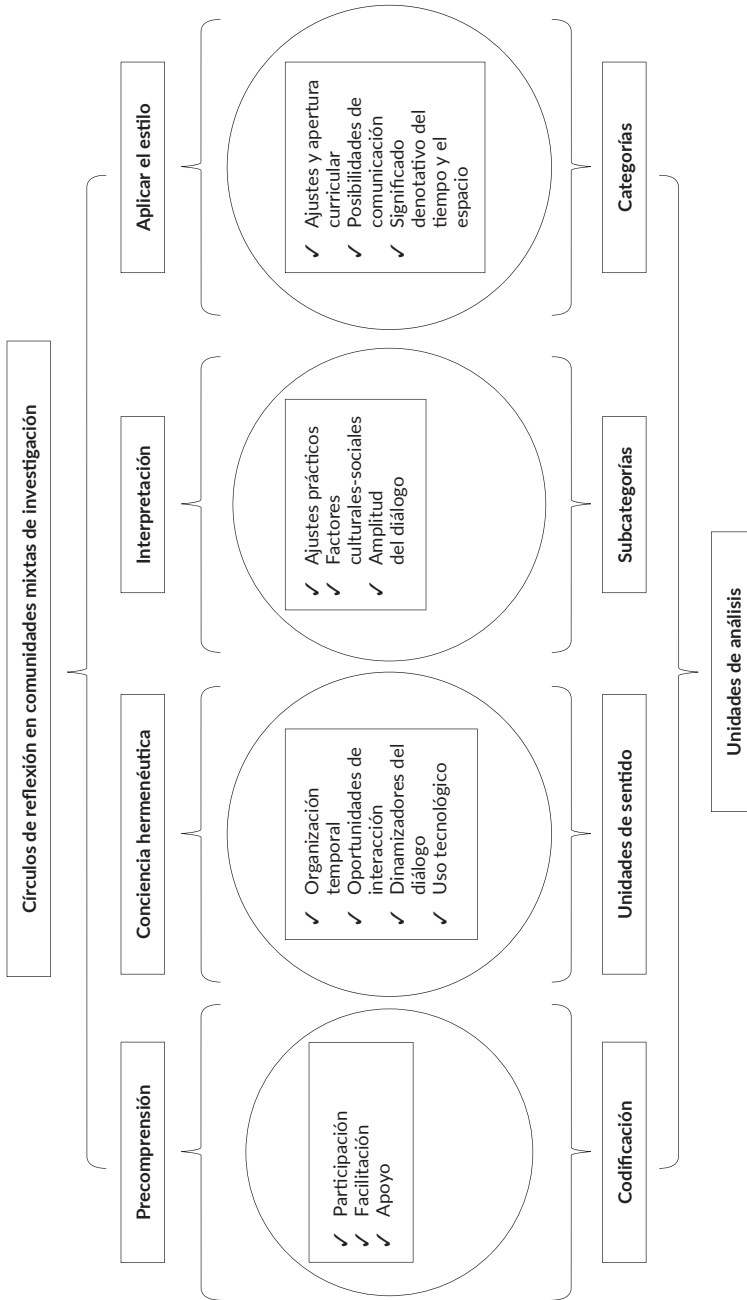 Círculos de reflexión en comunidades mixtas de investigación
Precomprensión
Conciencia hermenéutica
Interpretación
Aplicar el estilo
✓ Participación
✓ Facilitación
✓ Apoyo
✓ Organización
temporal
✓ Oportunidades de
interacción
✓ Dinamizadores del
diálogo
✓ Uso tecnológico
✓ Ajustes prácticos
✓ Factores
culturales-sociales
✓ Amplitud
del diálogo
✓ Ajustes y apertura
curricular
✓ Posibilidades de
comunicación
✓ Significado
denotativo del
tiempo y el
espacio
Codificación
Unidades de sentido
Subcategorías
Categorías
Unidades de análisis